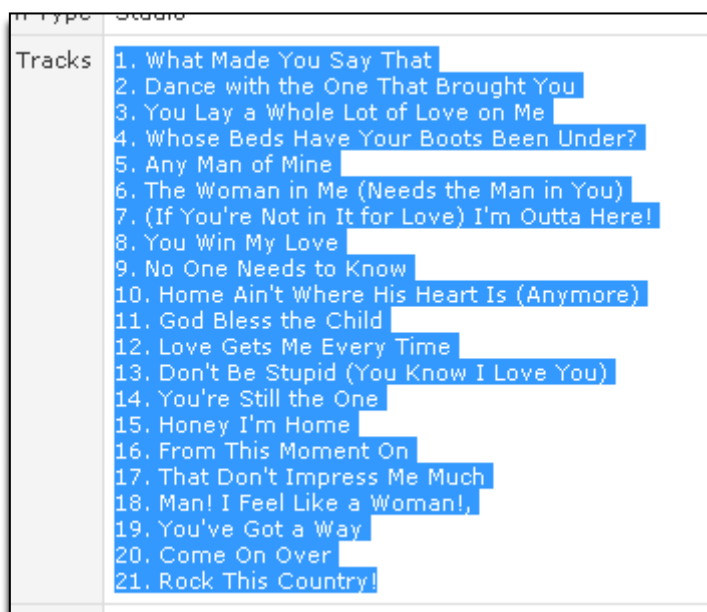 Tracks
1. What Made You Say That
2. Dance with the One That Brought You
3. You Lay a Whole Lot of Love on Me
4. Whose Beds Have Your Boots Been Under?
5. Any Man of Mine
6. The Woman in Me (Needs the Man in You)
7. (If You're Not in It for Love) I'm Outta Here!
8. You Win My Love
9. No One Needs to Know
10. Home Ain't Where His Heart Is (Anymore)
11. God Bless the Child
12. Love Gets Me Every Time
13. Don't Be Stupid (You Know I Love You)
14. You're Still the One
15. Honey I'm Home
16. From This Moment On
17. That Don't Impress Me Much
18. Man! I Feel Like a Woman!,
19. You've Got a Way
20. Come On Over
21. Rock This Country!